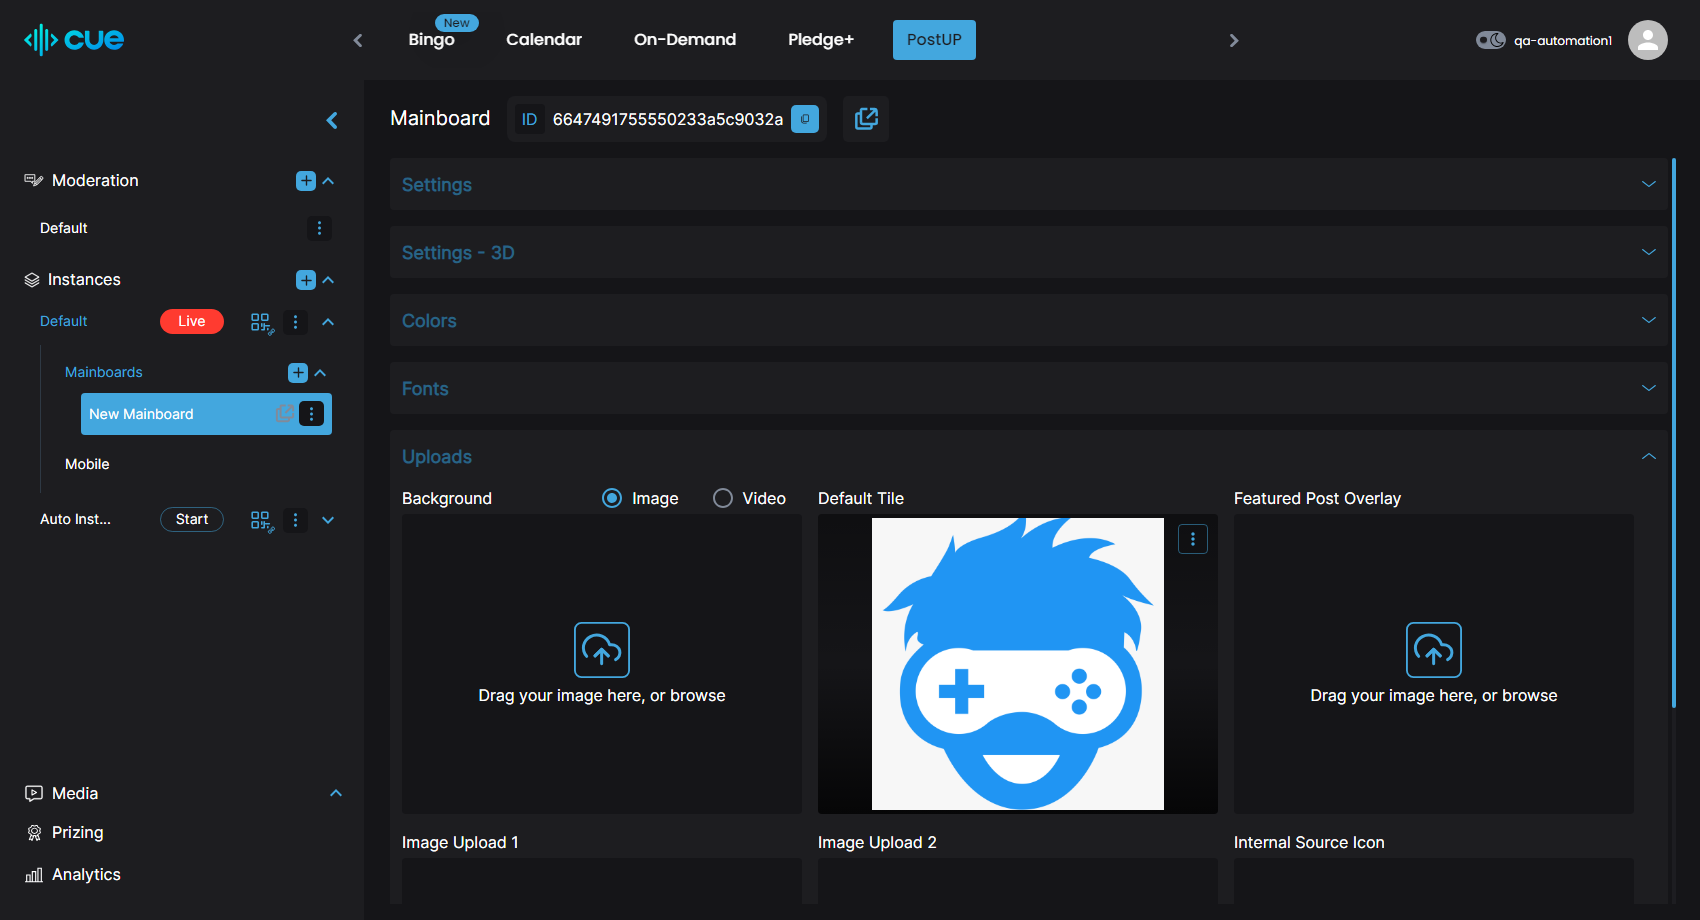 cue
New
Bingo
Calendar
On-Demand
Pledge+
PostUP
qa-automation1
Moderation
Default
Instances
Default
Live
Mainboards
New Mainboard
Mobile
Auto Inst...
Start
Media
Prizing
Analytics
Mainboard
ID
6647491755550233a5c9032a
Settings
Settings - 3D
Colors
Fonts
Uploads
Background
Image
Video
Default Tile
Featured Post Overlay
Drag your image here, or browse
Drag your image here, or browse
Image Upload 1
Image Upload 2
Internal Source Icon